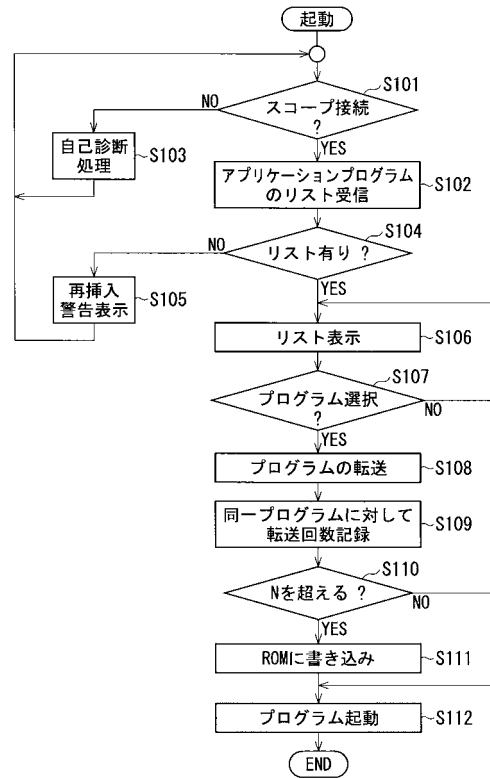 起動
S101
スコープ接続
?
NO
YES
自己診断
処理
S103
アプリケーションプログラム
のリスト受信
S102
S104
リスト有り ?
NO
YES
再挿入
警告表示
S105
リスト表示
S106
S107
プログラム選択
?
NO
YES
プログラムの転送
S108
同一プログラムに対して
転送回数記録
S109
S110
Nを超える ?
NO
YES
ROMに書き込み
S111
プログラム起動
S112
END